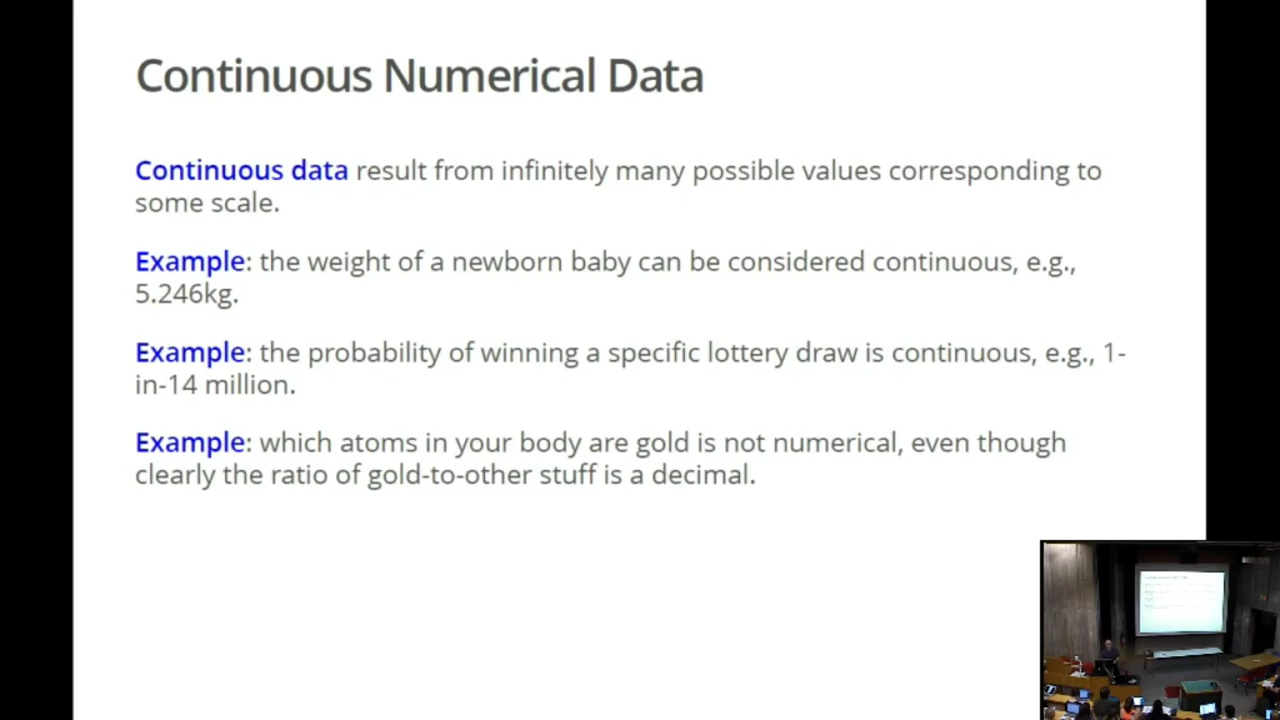 Continuous Numerical Data
Continuous data result from infinitely many possible values corresponding to
some scale.
Example: the weight of a newborn baby can be considered continuous, e.g.,
5.246kg.
Example: the probability of winning a specific lottery draw is continuous, e.g., 1-
in-14 million.
Example: which atoms in your body are gold is not numerical, even though
clearly the ratio of gold-to-other stuff is a decimal.